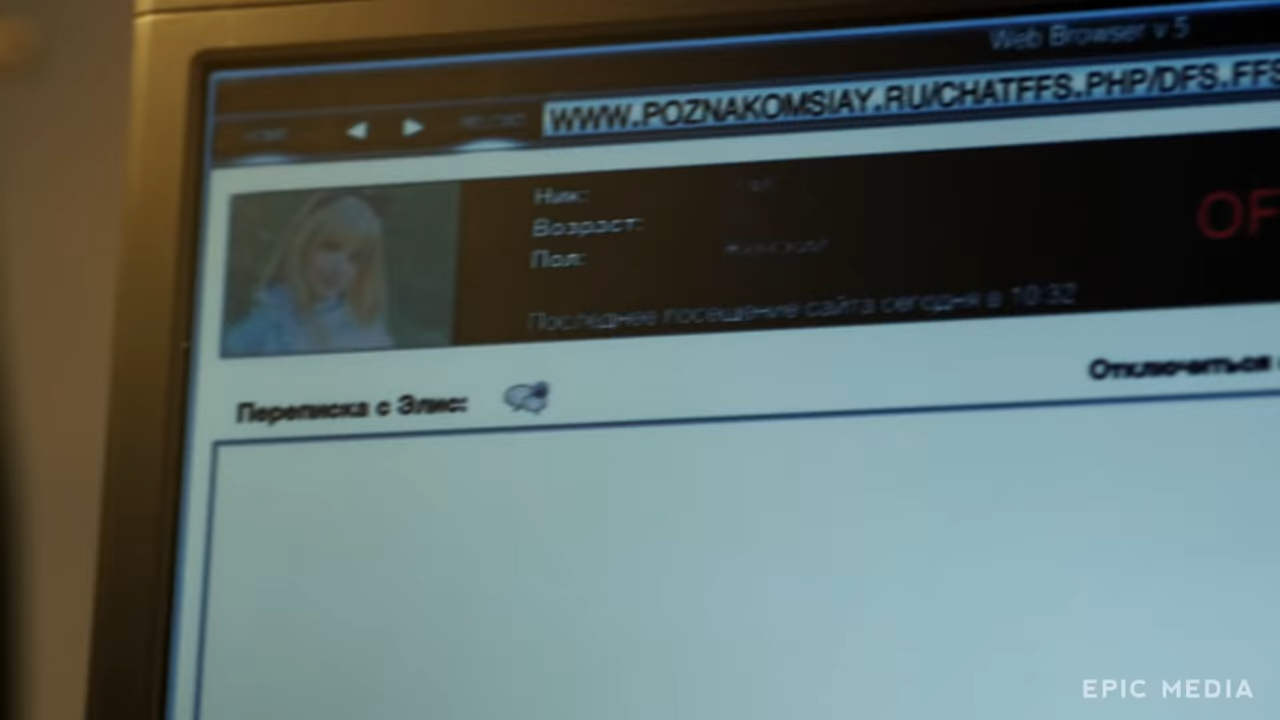 Web Browser v 5
WWW.POZNAKOMSIAY.RU/CHATFFS.PHP/DFS.FFS
Ник:
Возраст:
Пол:
Последнее посещение сайта сегодня в 10:32
OF
Отключиться
Переписка с Элис:
EPIC MEDIA